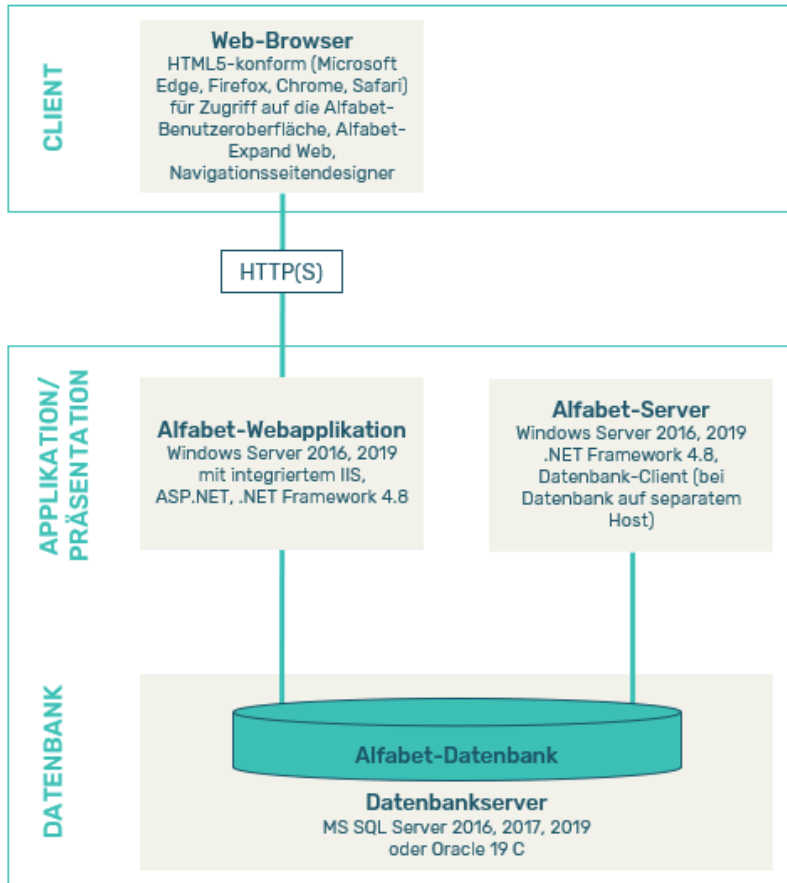 CLIENT
Web-Browser
HTML5-konform (Microsoft
Edge, Firefox, Chrome, Safari)
für Zugriff auf die Alfabet-
Benutzeroberfläche, Alfabet-
Expand Web,
Navigationsseitendesigner
HTTP(S)
APPLIKATION/
PRÄSENTATION
Alfabet-Webapplikation
Windows Server 2016, 2019
mit integriertem IIS,
ASP.NET, .NET Framework 4.8
Alfabet-Server
Windows Server 2016, 2019
.NET Framework 4.8,
Datenbank-Client (bei
Datenbank auf separatem
Host)
DATENBANK
Alfabet-Datenbank
Datenbankserver
MS SQL Server 2016, 2017, 2019
oder Oracle 19 C